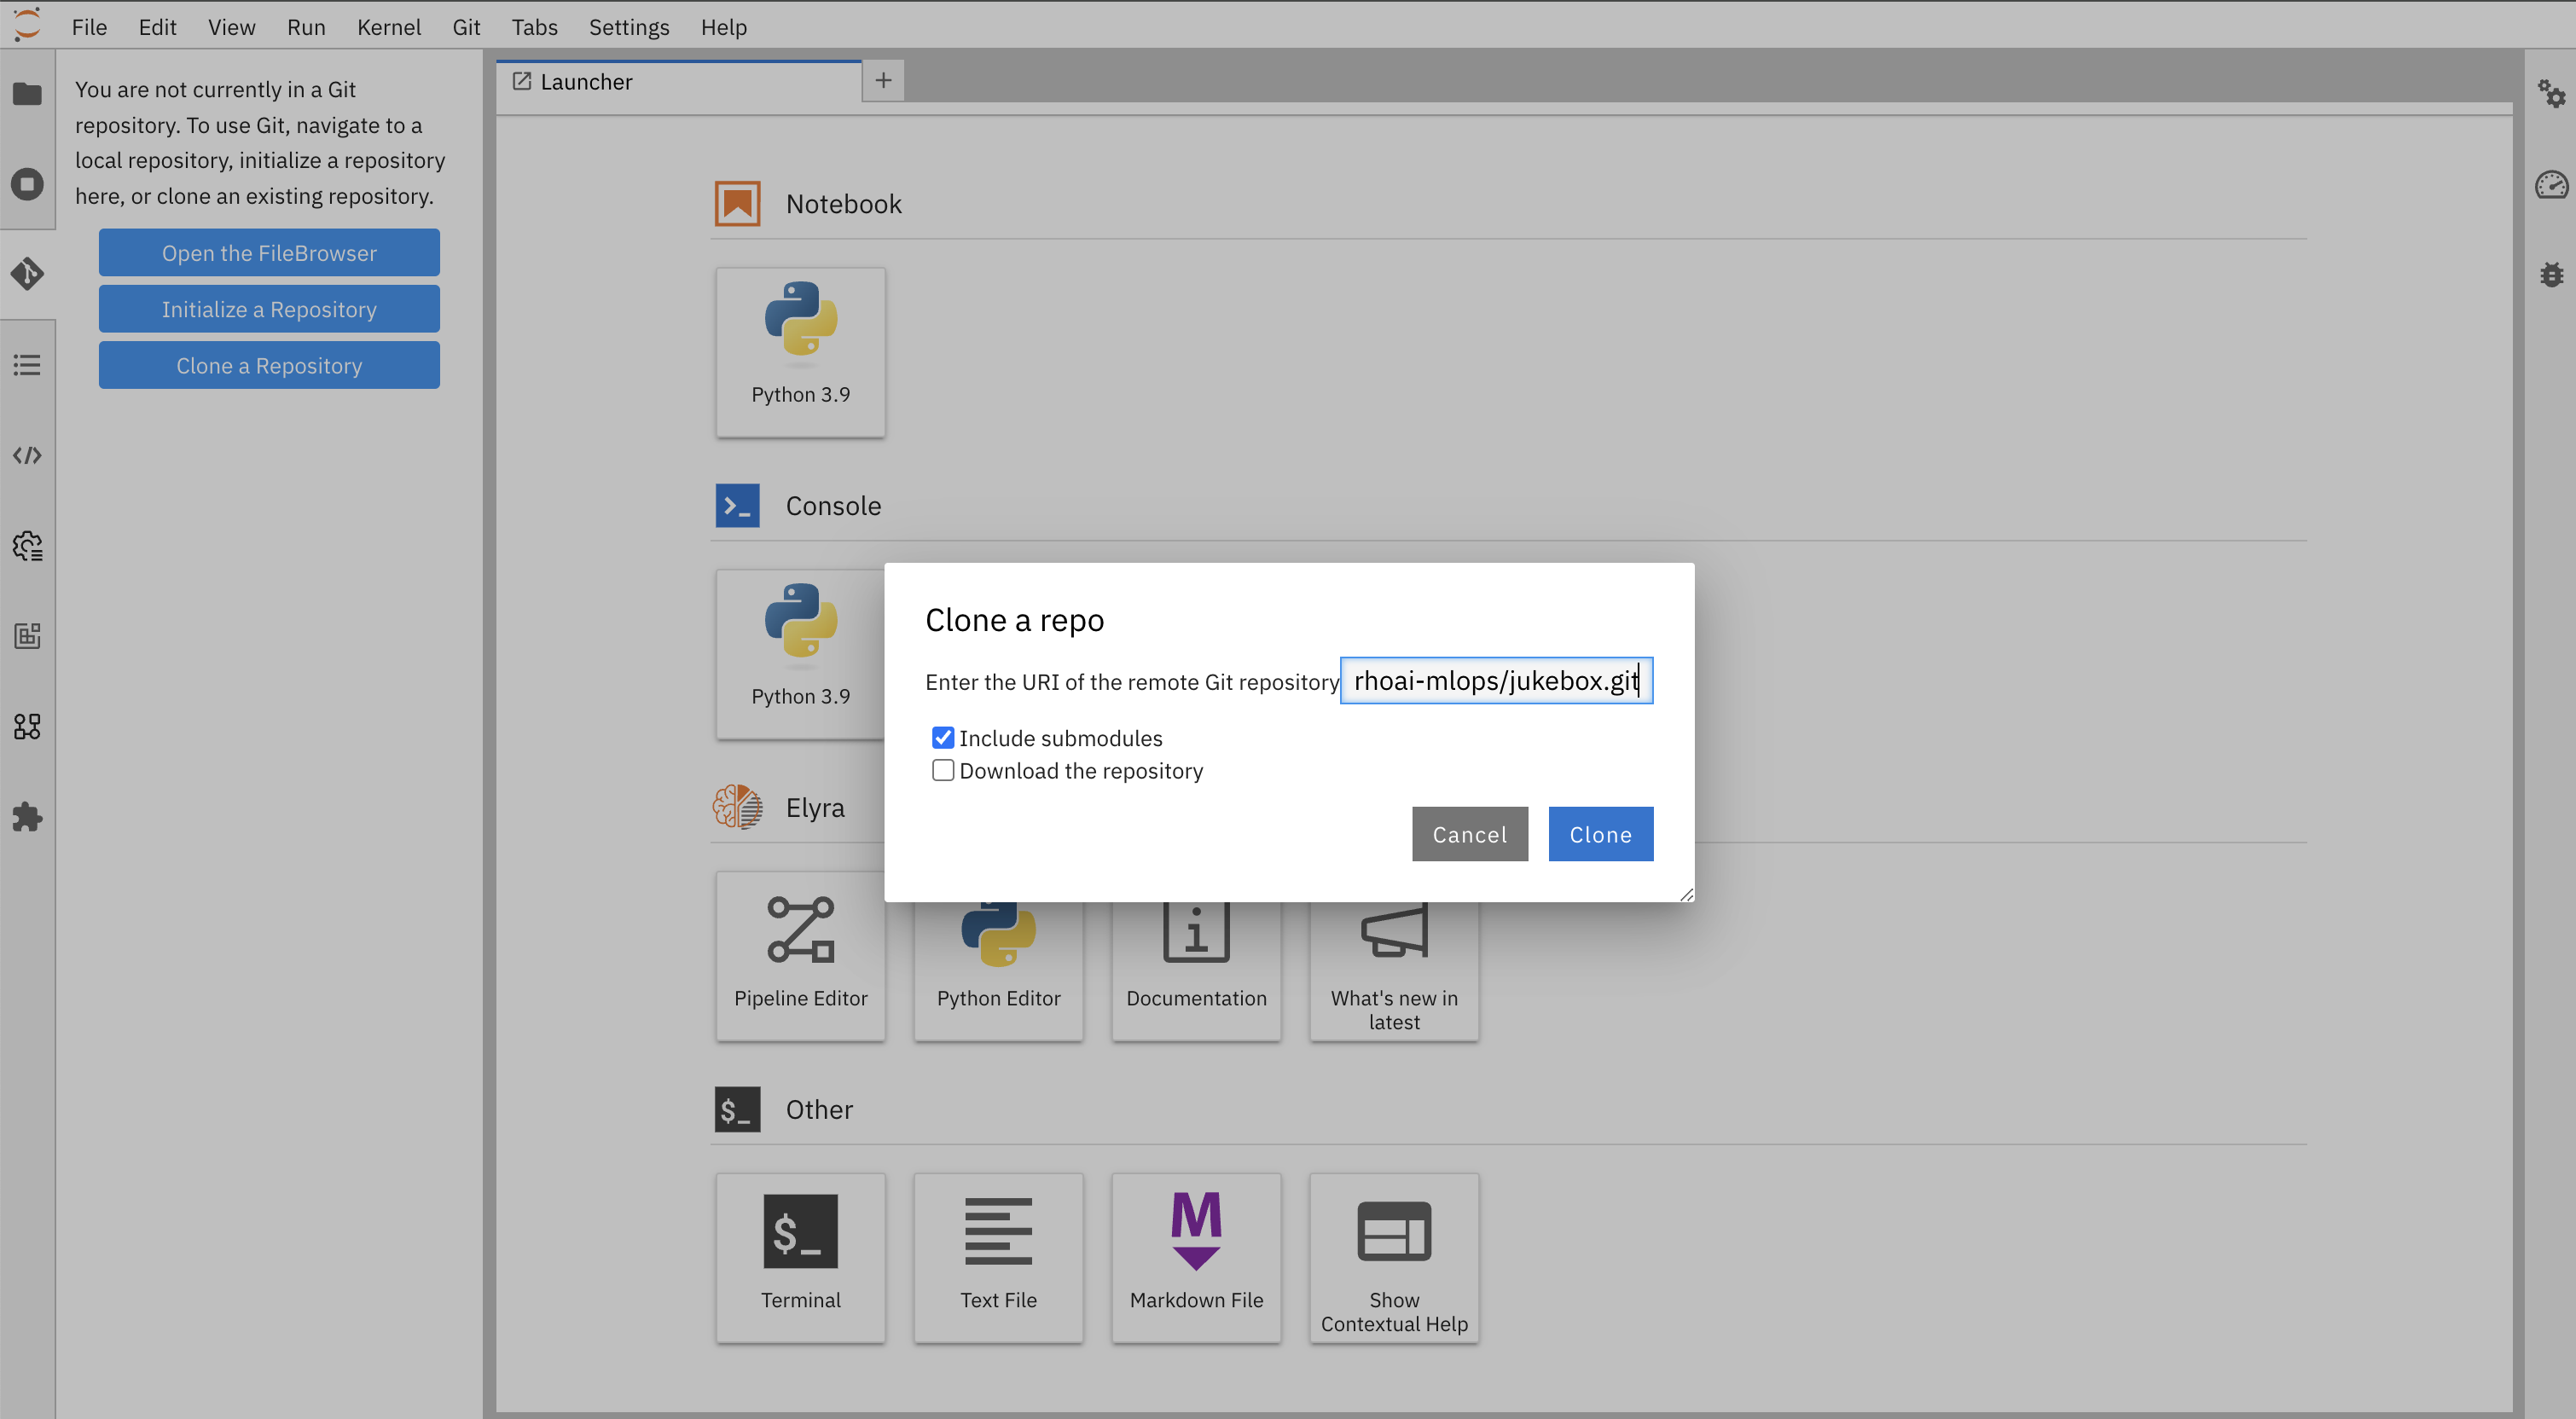 File Edit View Run Kernel Git Tabs Settings Help
You are not currently in a Git
repository. To use Git, navigate to a
local repository, initialize a repository
here, or clone an existing repository.
Open the FileBrowser
Initialize a Repository
Clone a Repository
Launcher
Notebook
Python 3.9
Console
Python 3.9
Clone a repo
Enter the URI of the remote Git repository rhoai-mlops/jukebox.git
Include submodules
Download the repository
Cancel Clone
Elyra
Pipeline Editor
Python Editor
Documentation
What's new in
latest
$_ Other
$_
Terminal
Text File
M
Markdown File
Show
Contextual Help